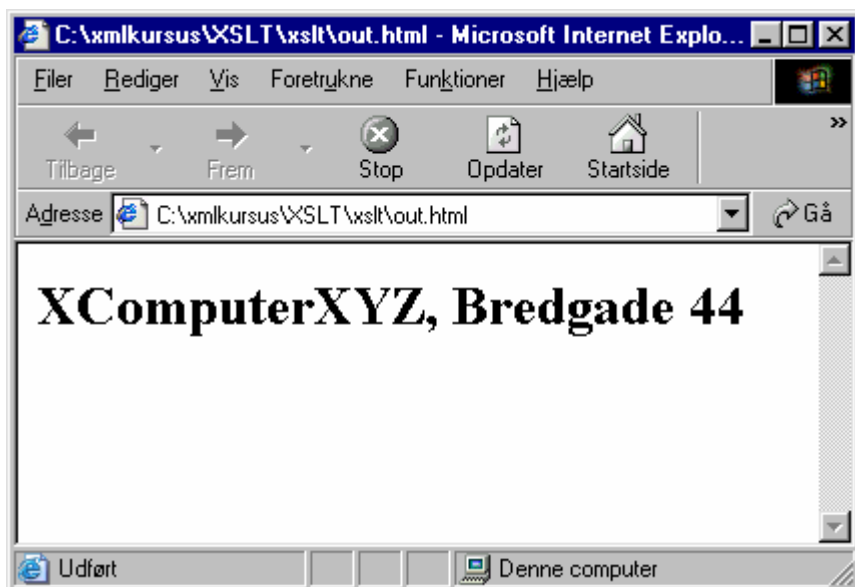 C:\xmlkursus\XSLT\xslt\out.html - Microsoft Internet Explo...
Filer Rediger Vis Foretrukne Funktioner Hjælp
Tilbage Frem Stop Opdater Startside »
Adresse C:\xmlkursus\XSLT\xslt\out.html Gå
XComputerXYZ, Bredgade 44
Udført Denne computer